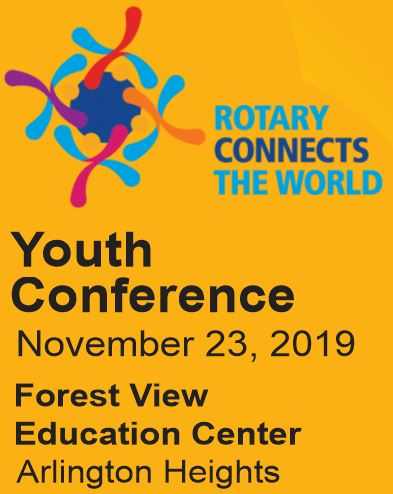 ROTARY
CONNECTS
THE WORLD
Youth
Conference
November 23, 2019
Forest View
Education Center
Arlington Heights